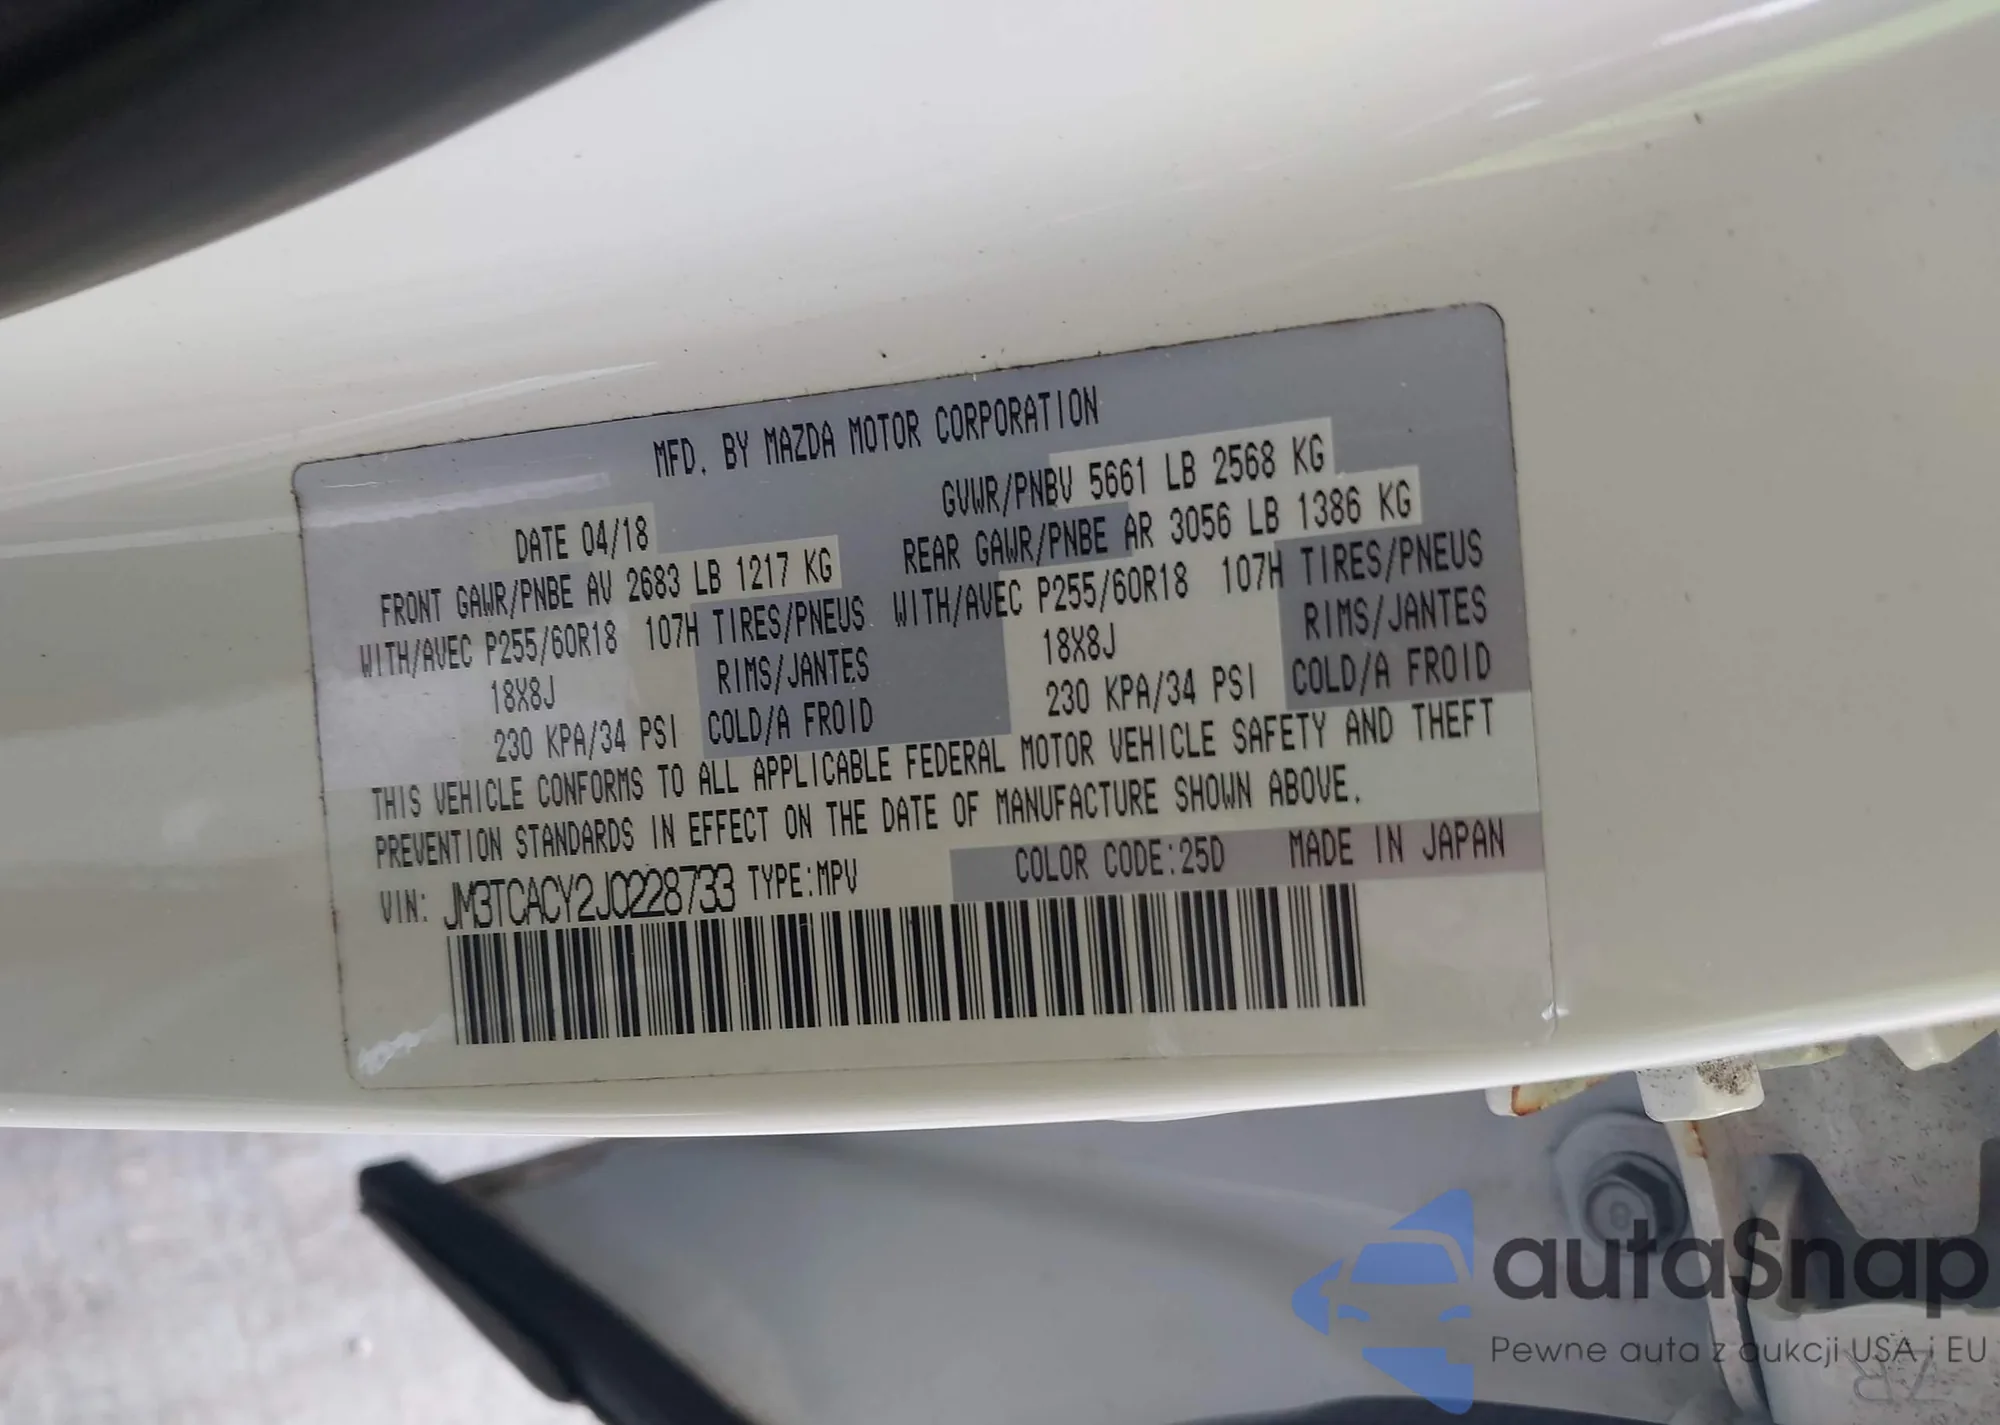 MFD. BY MAZDA MOTOR CORPORATION
DATE 04/18
GVWR/PNBV 5661 LB 2568 KG
FRONT GAWR/PNBE AV 2683 LB 1217 KG
REAR GAWR/PNBE AR 3056 LB 1386 KG
WITH/AVEC P255/60R18 107H TIRES/PNEUS
WITH/AVEC P255/60R18 107H TIRES/PNEUS
18X8J RIMS/JANTES
18X8J RIMS/JANTES
230 KPA/34 PSI COLD/A FROID
230 KPA/34 PSI COLD/A FROID
THIS VEHICLE CONFORMS TO ALL APPLICABLE FEDERAL MOTOR VEHICLE SAFETY AND THEFT
PREVENTION STANDARDS IN EFFECT ON THE DATE OF MANUFACTURE SHOWN ABOVE.
VIN: JM3TCACY2J0228733 TYPE:MPV COLOR CODE:25D MADE IN JAPAN
autaSnap
Pewne auta z aukcji USA i EU